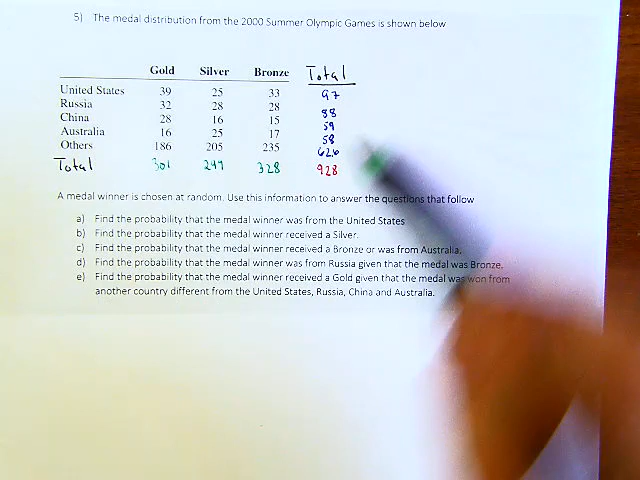 5) The medal distribution from the 2000 Summer Olympic Games is shown below
Gold Silver Bronze Total
United States 39 25 33 97
Russia 32 28 28 88
China 28 16 15 59
Australia 16 25 17 58
Others 186 205 235 626
Total 301 299 328 928
A medal winner is chosen at random. Use this information to answer the questions that follow
a) Find the probability that the medal winner was from the United States
b) Find the probability that the medal winner received a Silver.
c) Find the probability that the medal winner received a Bronze or was from Australia.
d) Find the probability that the medal winner was from Russia given that the medal was Bronze.
e) Find the probability that the medal winner received a Gold given that the medal was won from
another country different from the United States, Russia, China and Australia.